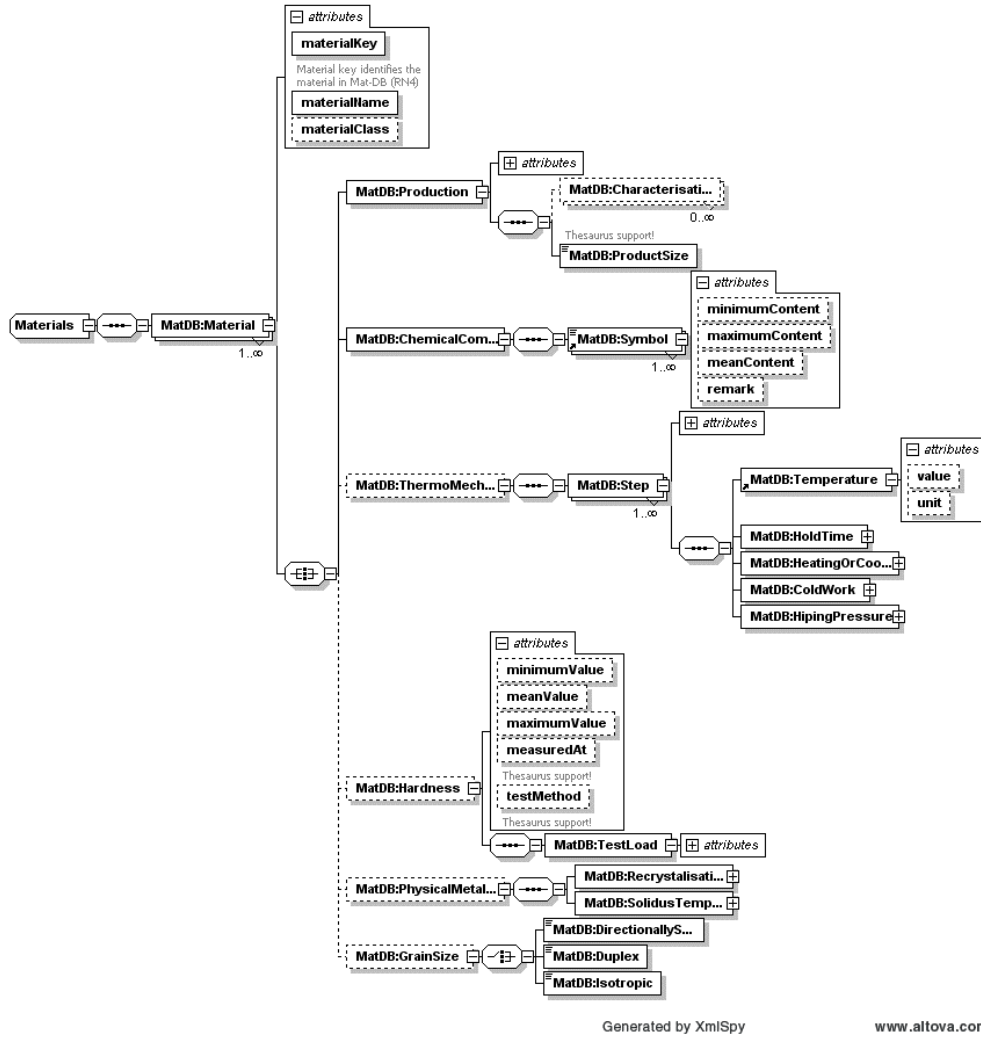 attributes
materialKey
Material key identifies the
material in Mat-DB (RN4)
materialName
materialClass
attributes
MatDB:Production
MatDB:Characterisati...
0..∞
Thesaurus support!
MatDB:ProductSize
attributes
minimumContent
Materials
MatDB:Material
1..∞
MatDB:ChemicalCom...
MatDB:Symbol
1..∞
maximumContent
meanContent
remark
attributes
MatDB:ThermoMech...
MatDB:Step
1..∞
MatDB:Temperature
attributes
value
unit
MatDB:HoldTime
MatDB:HeatingOrCoo...
MatDB:ColdWork
MatDB:HipingPressure
attributes
minimumValue
meanValue
maximumValue
measuredAt
Thesaurus support!
MatDB:Hardness
testMethod
Thesaurus support!
MatDB:TestLoad
attributes
MatDB:PhysicalMetal...
MatDB:Recrystalisati...
MatDB:SolidusTemp...
MatDB:GrainSize
MatDB:DirectionallyS...
MatDB:Duplex
MatDB:Isotropic
Generated by XmlSpy
www.altova.com